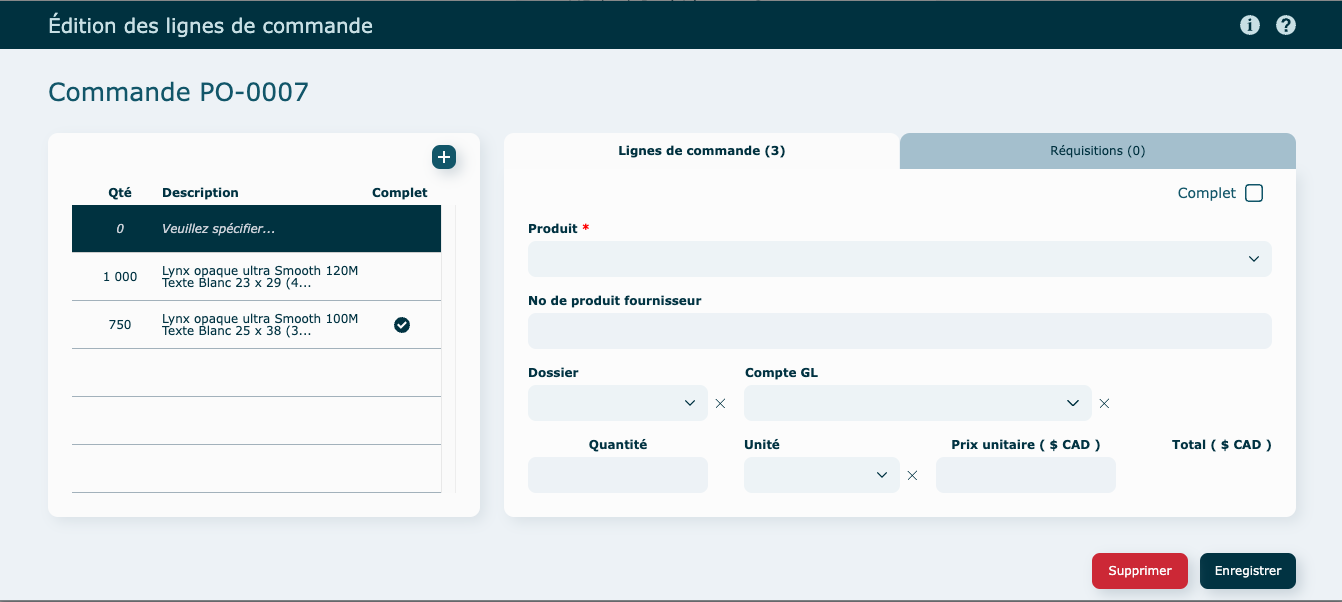 Édition des lignes de commande
Commande PO-0007
Qté Description Complet
0 Veuillez spécifier...
1 000 Lynx opaque ultra Smooth 120M
Texte Blanc 23 x 29 (4...
750 Lynx opaque ultra Smooth 100M
Texte Blanc 25 x 38 (3...
Lignes de commande (3) Réquisitions (0)
Complet
Produit *
No de produit fournisseur
Dossier Compte GL
Quantité Unité Prix unitaire ( $ CAD ) Total ( $ CAD )
Supprimer Enregistrer